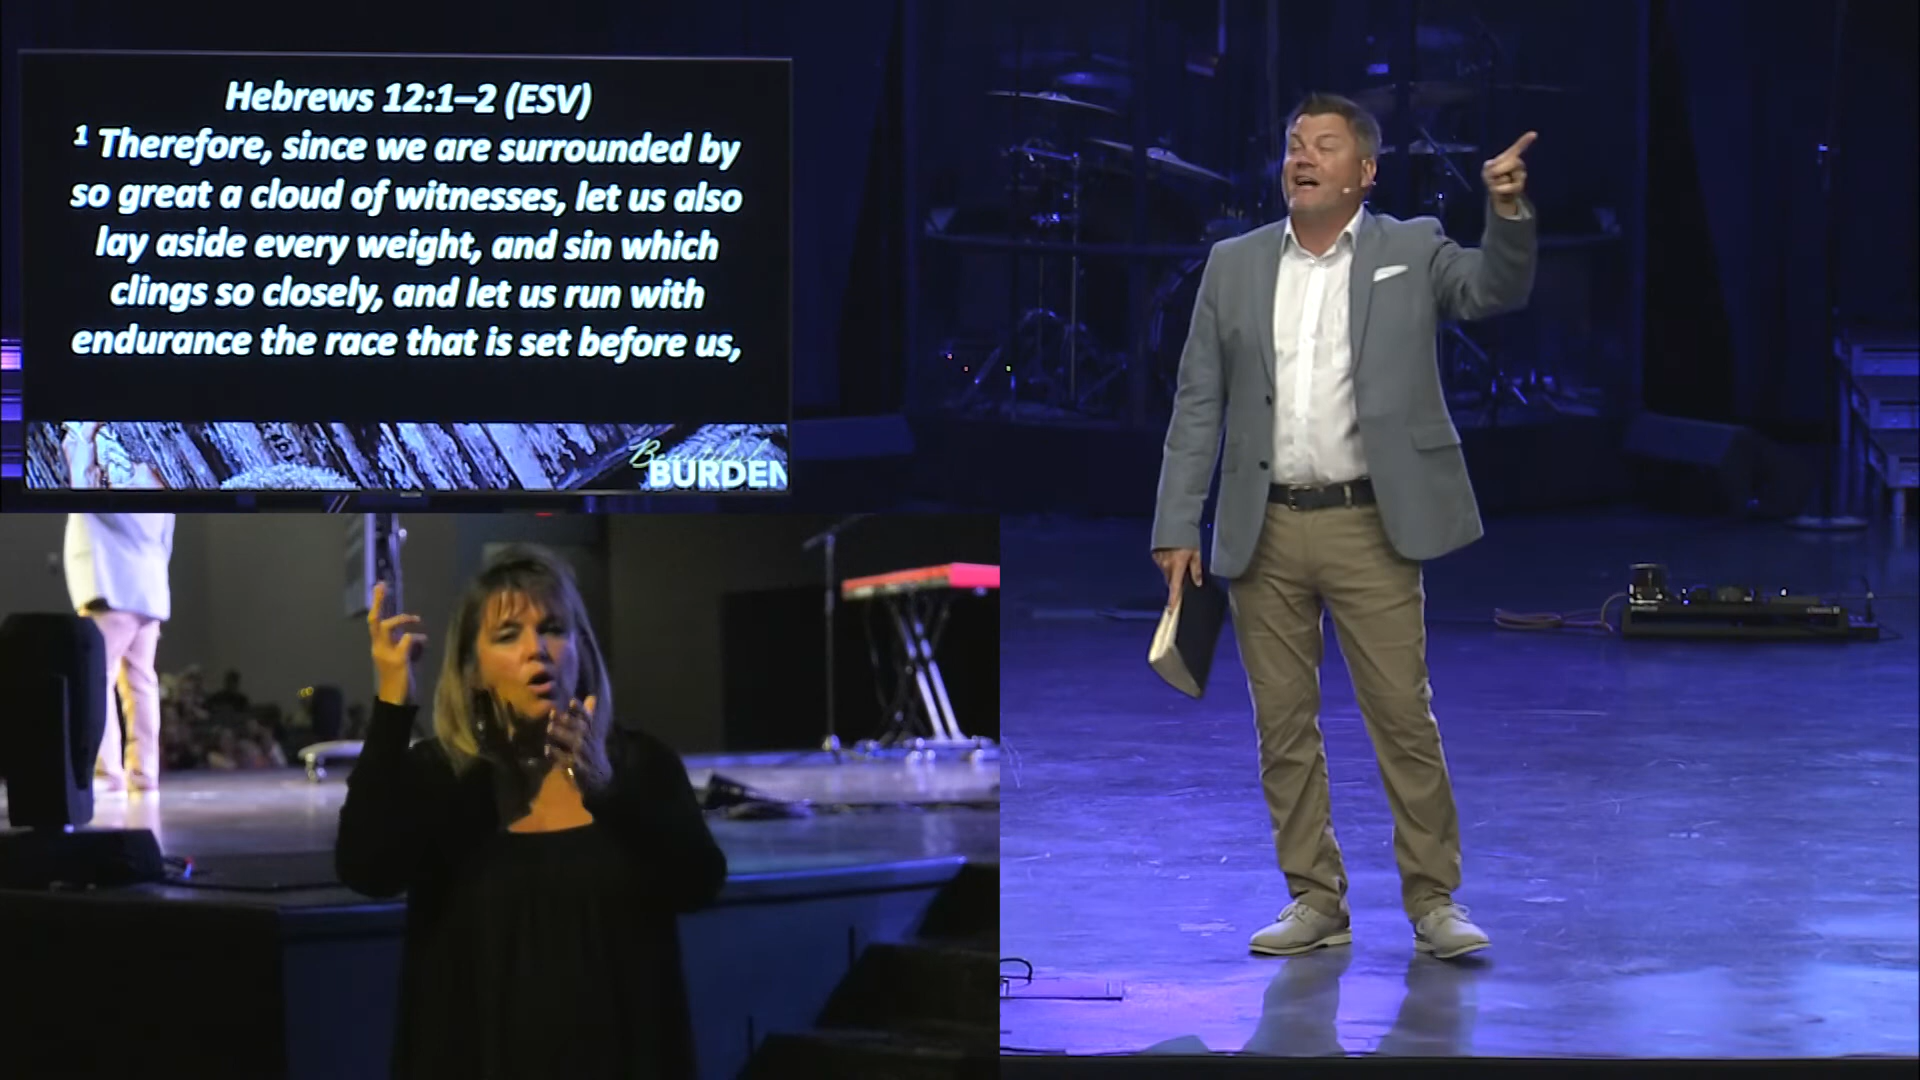 Hebrews 12:1–2 (ESV)
1 Therefore, since we are surrounded by
so great a cloud of witnesses, let us also
lay aside every weight, and sin which
clings so closely, and let us run with
endurance the race that is set before us,
Beautiful
BURDEN